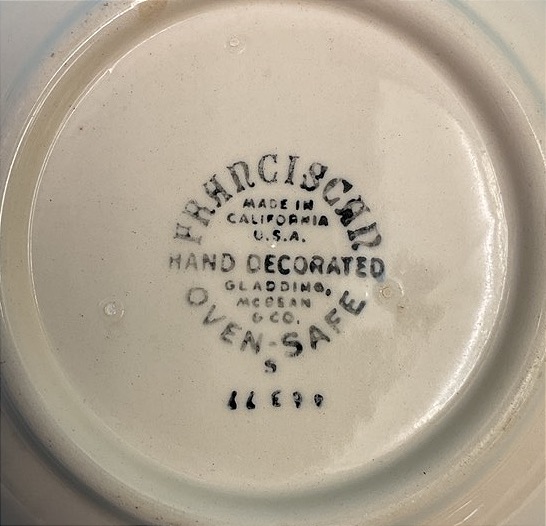 FRANCISCAN
MADE IN
CALIFORNIA
U.S.A.
HAND DECORATED
GLADDING,
MCBEAN
& CO.
OVEN-SAFE
S